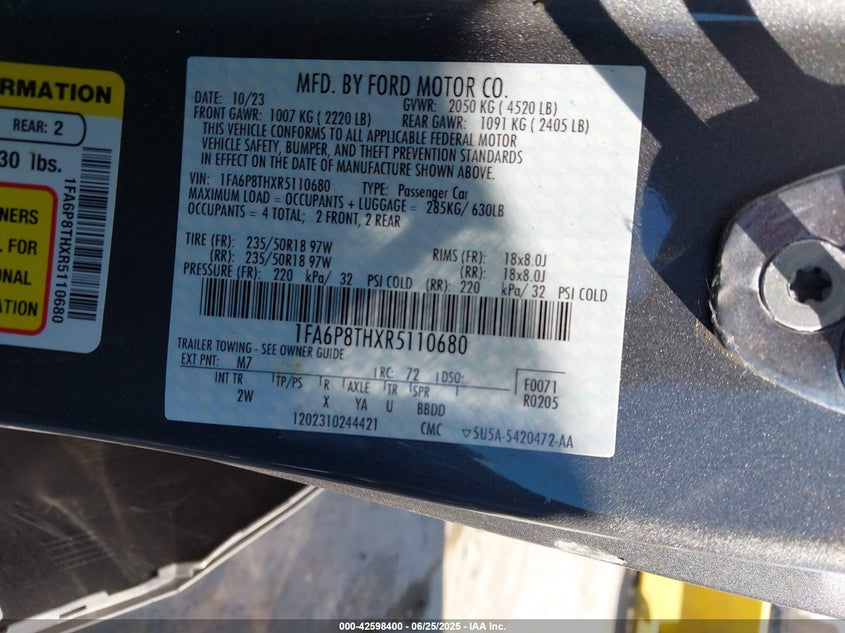 RMATION
REAR: 2
30 lbs.
NERS
L FOR
ONAL
ATION
1FA6P8THXR5110680
MFD. BY FORD MOTOR CO.
DATE: 10/23 GVWR: 2050 KG ( 4520 LB)
FRONT GAWR: 1007 KG ( 2220 LB) REAR GAWR: 1091 KG ( 2405 LB)
THIS VEHICLE CONFORMS TO ALL APPLICABLE FEDERAL MOTOR
VEHICLE SAFETY, BUMPER, AND THEFT PREVENTION STANDARDS
IN EFFECT ON THE DATE OF MANUFACTURE SHOWN ABOVE.
VIN: 1FA6P8THXR5110680 TYPE: Passenger Car
MAXIMUM LOAD = OCCUPANTS + LUGGAGE = 285KG/ 630LB
OCCUPANTS = 4 TOTAL; 2 FRONT, 2 REAR
TIRE (FR): 235/50R18 97W RIMS (FR): 18x8.0J
(RR): 235/50R18 97W (RR): 18x8.0J
PRESSURE (FR): 220 kPa/ 32 PSI COLD (RR): 220 kPa/ 32 PSI COLD
1FA6P8THXR5110680
TRAILER TOWING - SEE OWNER GUIDE
EXT PNT: M7 RC: 72 DSO: F0071
INT TR TP/PS R AXLE TR SPR R0205
2W X YA U BBDD
1202310244421 CMC ▽5U5A-5420472-AA
000-42598400 - 06/25/2025 - IAA Inc.